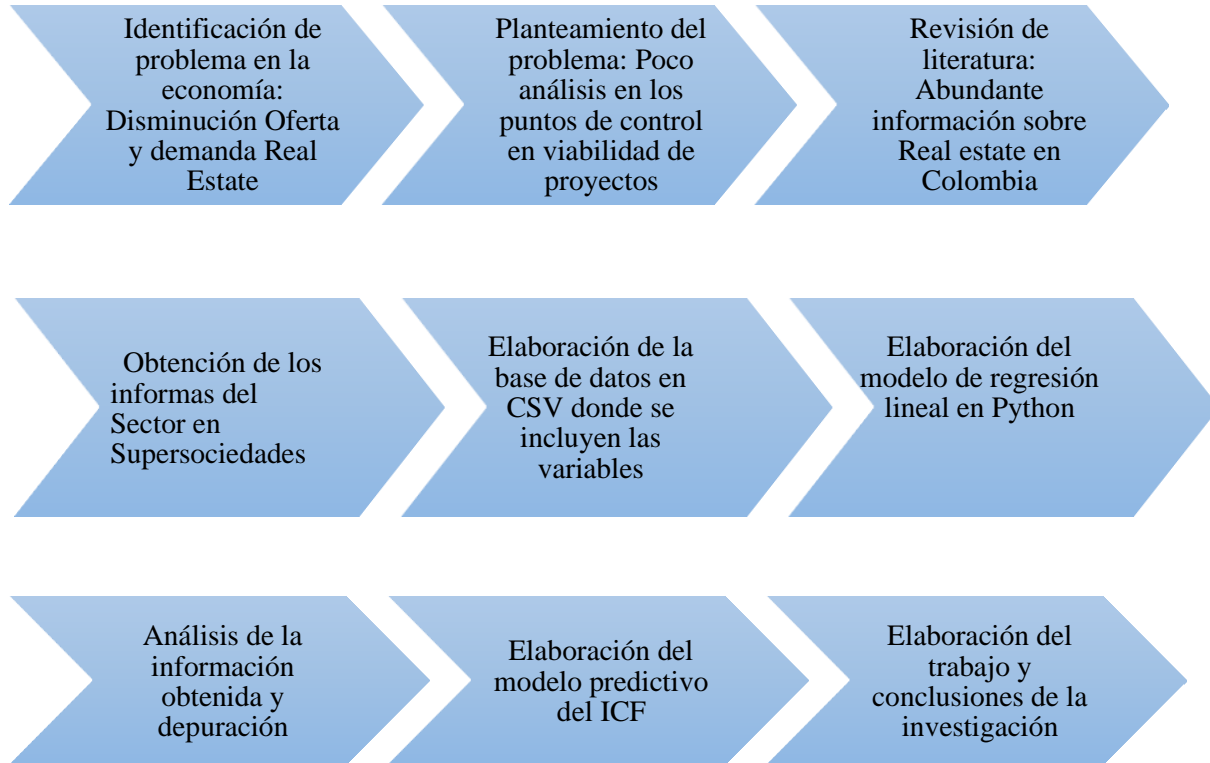 Identificación de
problema en la
economía:
Disminución Oferta
y demanda Real
Estate
Planteamiento del
problema: Poco
análisis en los
puntos de control
en viabilidad de
proyectos
Revisión de
literatura:
Abundante
información sobre
Real estate en
Colombia
Obtención de los
informas del
Sector en
Supersociedades
Elaboración de la
base de datos en
CSV donde se
incluyen las
variables
Elaboración del
modelo de regresión
lineal en Python
Análisis de la
información
obtenida y
depuración
Elaboración del
modelo predictivo
del ICF
Elaboración del
trabajo y
conclusiones de la
investigación